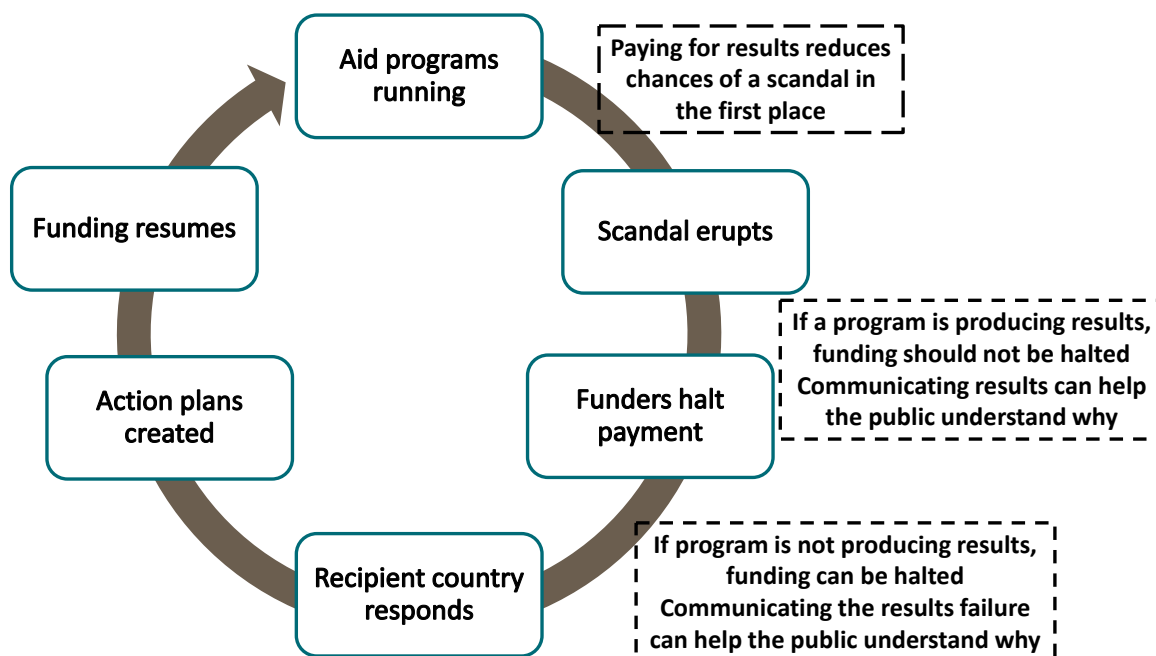 Aid programs
running
Paying for results reduces
chances of a scandal in
the first place
Scandal erupts
If a program is producing results,
funding should not be halted
Communicating results can help
the public understand why
Funders halt
payment
If program is not producing results,
funding can be halted
Communicating the results failure
can help the public understand why
Recipient country
responds
Action plans
created
Funding resumes